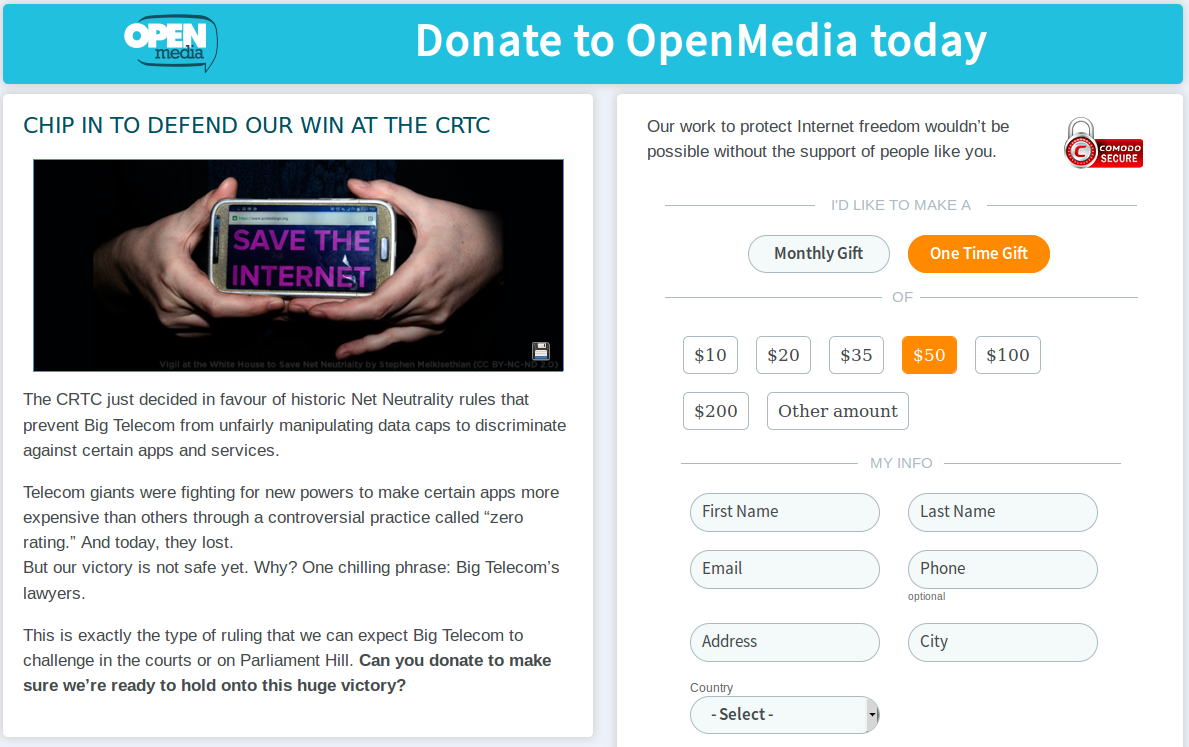 OPEN
media
Donate to OpenMedia today
CHIP IN TO DEFEND OUR WIN AT THE CRTC
SAVE THE
INTERNET
Vigil at the White House to Save Net Neutrality by Stephen Melkisethian (CC BY-NC-ND 2.0)
The CRTC just decided in favour of historic Net Neutrality rules that
prevent Big Telecom from unfairly manipulating data caps to discriminate
against certain apps and services.
Telecom giants were fighting for new powers to make certain apps more
expensive than others through a controversial practice called “zero
rating.” And today, they lost.
But our victory is not safe yet. Why? One chilling phrase: Big Telecom’s
lawyers.
This is exactly the type of ruling that we can expect Big Telecom to
challenge in the courts or on Parliament Hill. Can you donate to make
sure we’re ready to hold onto this huge victory?
Our work to protect Internet freedom wouldn’t be
possible without the support of people like you.
C COMODO
SECURE
I'D LIKE TO MAKE A
Monthly Gift One Time Gift
OF
$10 $20 $35 $50 $100
$200 Other amount
MY INFO
First Name Last Name
Email Phone
optional
Address City
Country
- Select -